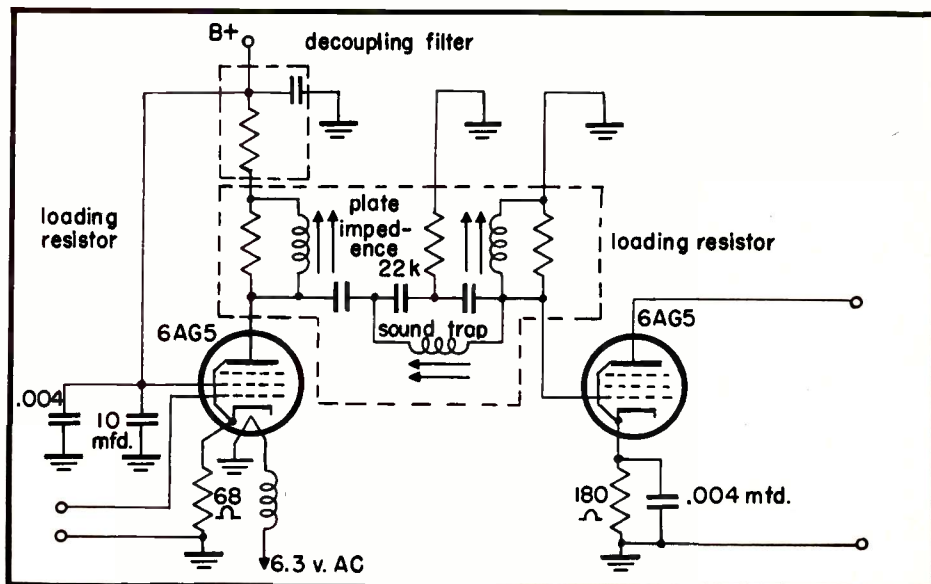 B+
decoupling filter
loading
resistor
plate
imped-
ence
22k
loading resistor
sound trap
6AG5
6AG5
.004
10
mfd.
68
Ω
180
Ω
.004 mfd.
6.3 v. AC